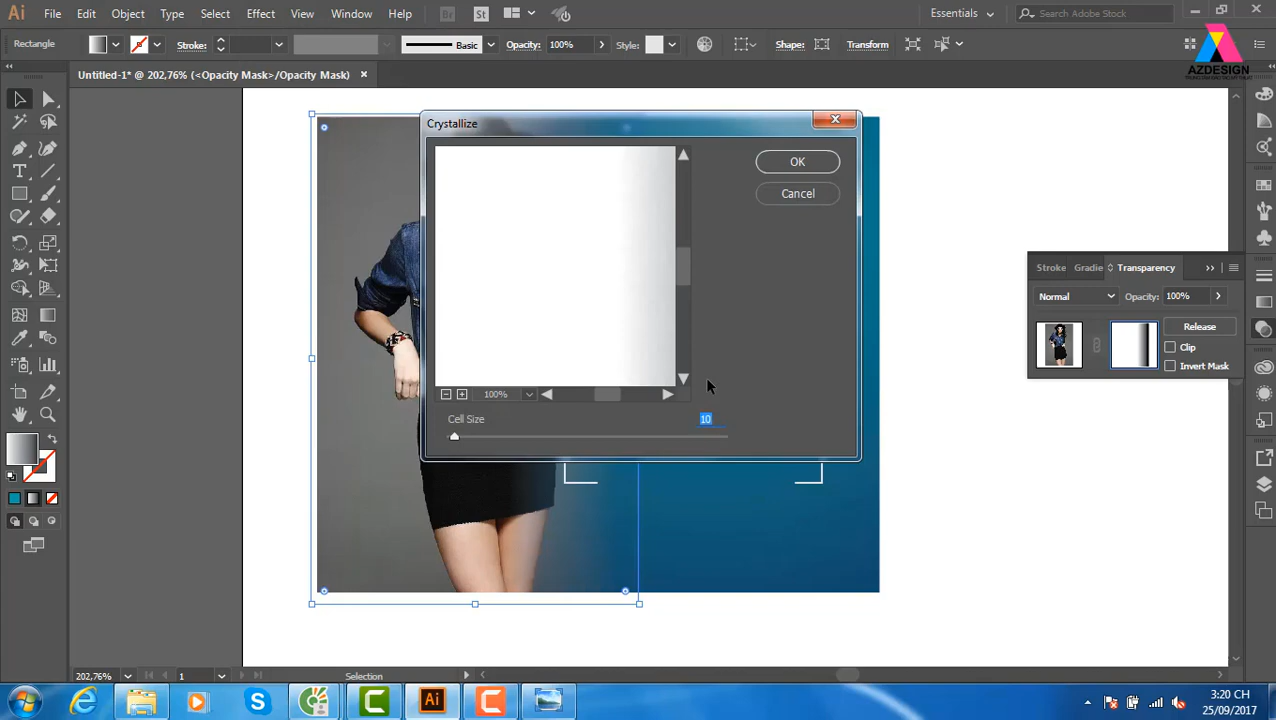 Ai File Edit Object Type Select Effect View Window Help Br St Essentials Search Adobe Stock
Rectangle Stroke: Basic Opacity: 100% Style: Shape: Transform
AZDESIGN
Untitled-1* @ 202,76% (<Opacity Mask>/Opacity Mask) ×
Crystallize
OK
Cancel
100%
Cell Size 10
Stroke Gradie Transparency
Normal Opacity: 100%
Release
Clip
Invert Mask
202,76% 1 Selection
Ai
3:20 CH
25/09/2017